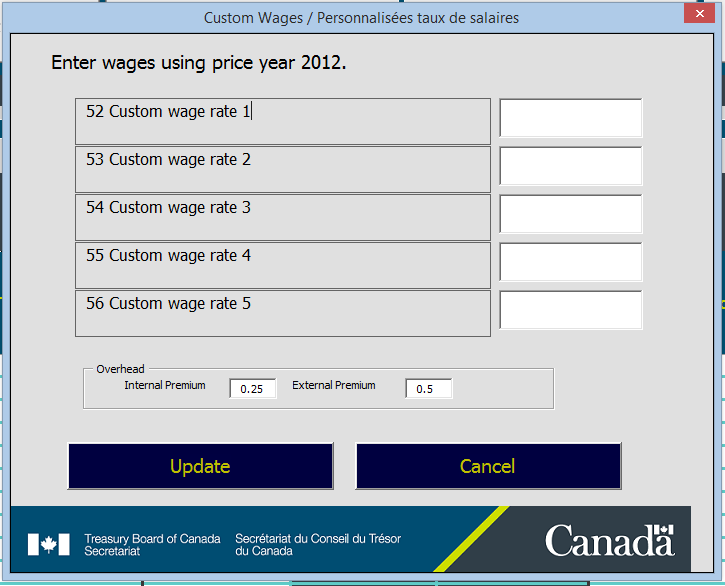 Custom Wages / Personnalisées taux de salaires
Enter wages using price year 2012.
52 Custom wage rate 1
53 Custom wage rate 2
54 Custom wage rate 3
55 Custom wage rate 4
56 Custom wage rate 5
Overhead
Internal Premium 0.25 External Premium 0.5
Update Cancel
Treasury Board of Canada Secrétariat du Conseil du Trésor
Secretariat du Canada
Canada